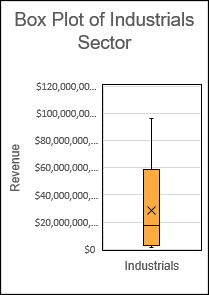 Box Plot of Industrials
Sector
Revenue
$120,000,00...
$100,000,00...
$80,000,000,...
$60,000,000,...
$40,000,000,...
$20,000,000,...
$0
Industrials